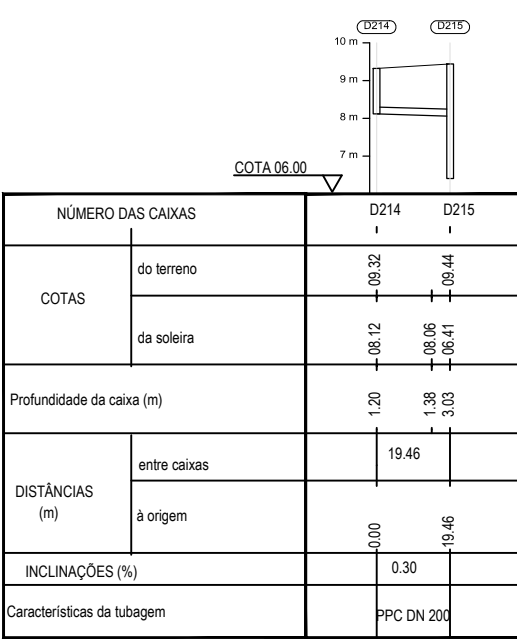 D214 D215
10 m
9 m
8 m
7 m
COTA 06.00
NÚMERO DAS CAIXAS D214 D215
COTAS
do terreno 09.32 09.44
da soleira 08.12 08.06 06.41
Profundidade da caixa (m) 1.20 1.38 3.03
DISTÂNCIAS
(m)
entre caixas 19.46
à origem 0.00 19.46
INCLINAÇÕES (%) 0.30
Características da tubagem PPC DN 200